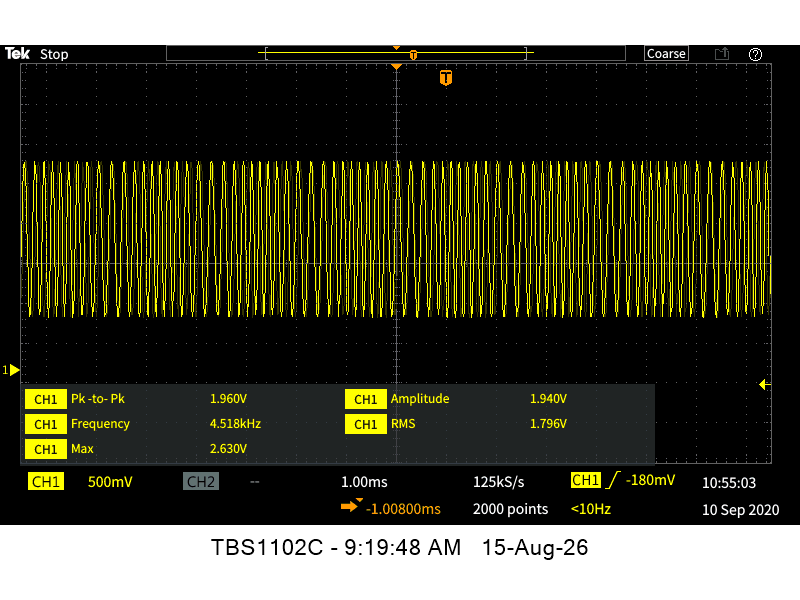 Tek Stop Coarse
T
T
1
CH1 Pk-to-Pk 1.960V CH1 Amplitude 1.940V
CH1 Frequency 4.518kHz CH1 RMS 1.796V
CH1 Max 2.630V
CH1 500mV CH2 -- 1.00ms 125kS/s CH1 -180mV 10:55:03
-1.00800ms 2000 points <10Hz 10 Sep 2020
TBS1102C - 9:19:48 AM 15-Aug-26